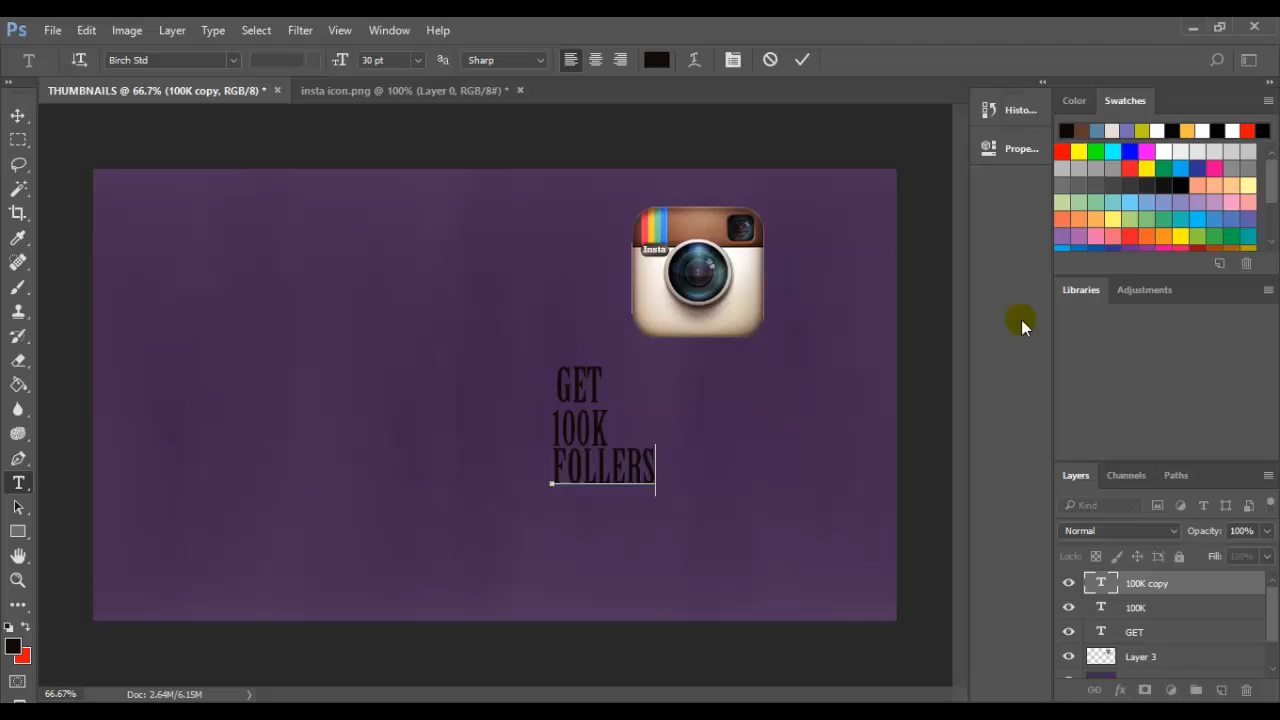 Ps File Edit Image Layer Type Select Filter View Window Help
T Birch Std 30 pt aa Sharp
THUMBNAILS @ 66.7% (100K copy, RGB/8) * insta icon.png @ 100% (Layer 0, RGB/8#) *
Histo... Color Swatches
Prope...
Insta
Libraries Adjustments
GET
100K
FOLLERS
Layers Channels Paths
Kind
Normal Opacity: 100%
Lock: Fill: 100%
T 100K copy
T 100K
T GET
Layer 3
66.67% Doc: 2.64M/6.15M